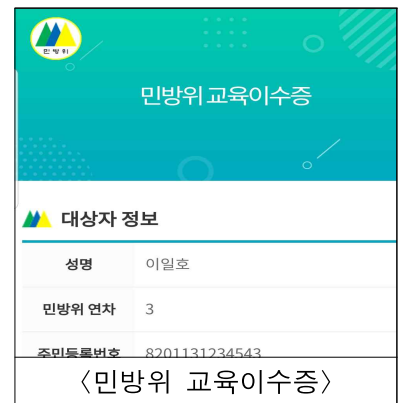 민방위
민방위 교육이수증
대상자 정보
성명 이일호
민방위 연차 3
주민등록번호 8201131234543
〈민방위 교육이수증〉